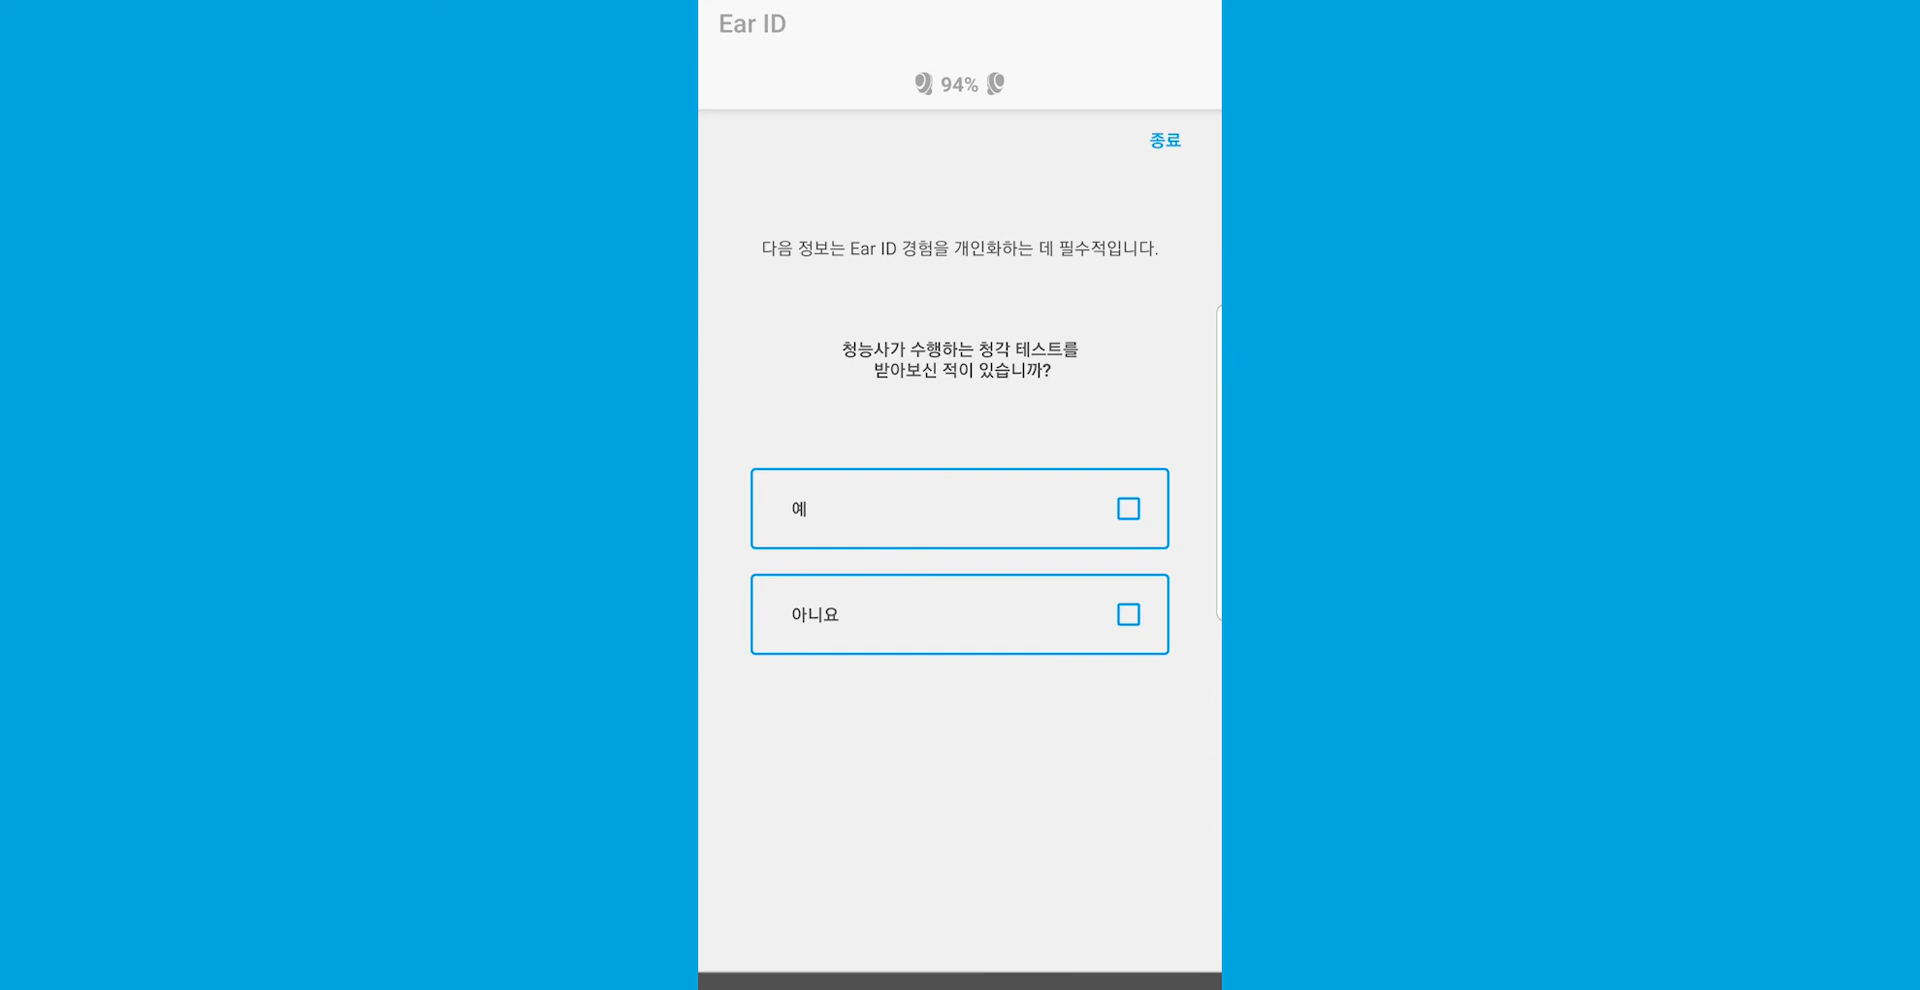 Ear ID
94%
종료
다음 정보는 Ear ID 경험을 개인화하는 데 필수적입니다.
청능사가 수행하는 청각 테스트를
받아보신 적이 있습니까?
예
아니요